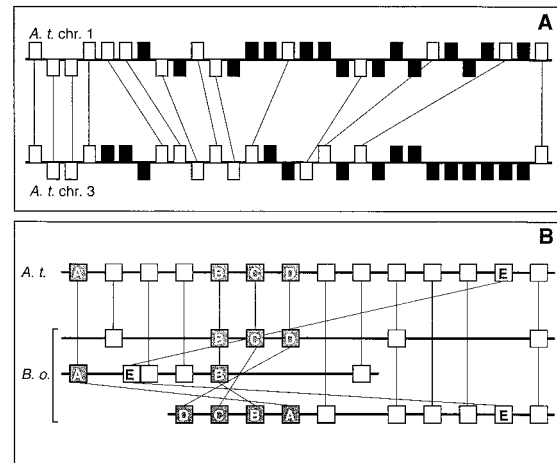 A
A. t. chr. 1
A. t. chr. 3
B
A. t. A B C D E
B C D
B. o. A E B
D C B A E